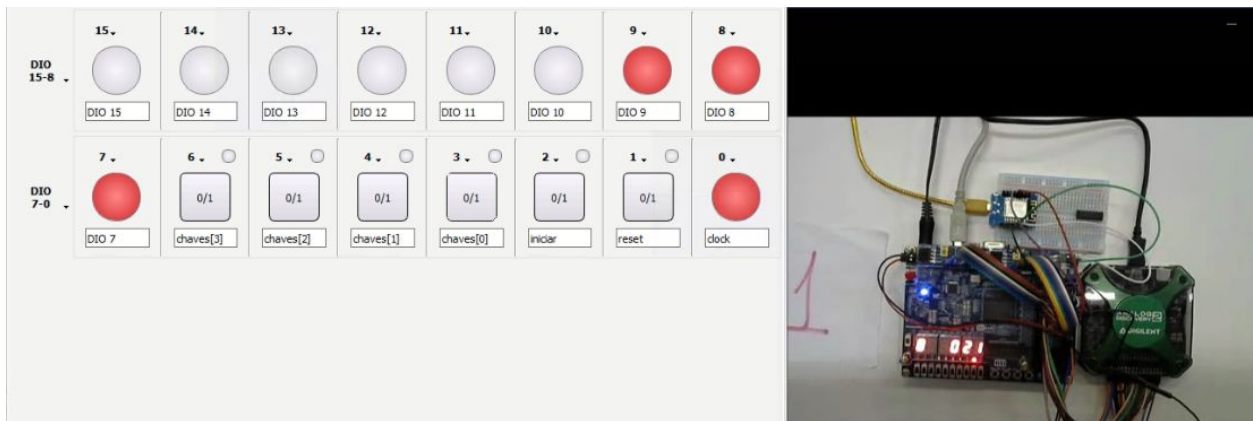 15 14 13 12 11 10 9 8
DIO 15-8
DIO 15 DIO 14 DIO 13 DIO 12 DIO 11 DIO 10 DIO 9 DIO 8
7 6 5 4 3 2 1 0
DIO 7-0
0/1 0/1 0/1 0/1 0/1 0/1
DIO 7 chaves[3] chaves[2] chaves[1] chaves[0] iniciar reset clock
1
DIGILENT
0 021